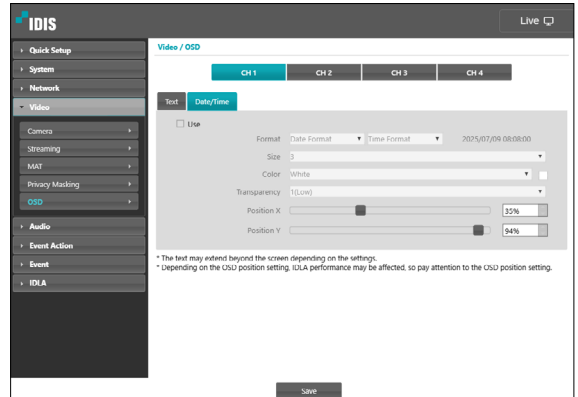 IDIS
Live
Quick Setup
System
Network
Video
Camera
Streaming
MAT
Privacy Masking
OSD
Audio
Event Action
Event
IDLA
Video / OSD
CH 1 CH 2 CH 3 CH 4
Text Date/Time
Use
Format Date Format Time Format 2025/07/09 08:08:00
Size 3
Color White
Transparency 1(Low)
Position X 35%
Position Y 94%
* The text may extend beyond the screen depending on the settings.
* Depending on the OSD position setting, IDLA performance may be affected, so pay attention to the OSD position setting.
Save